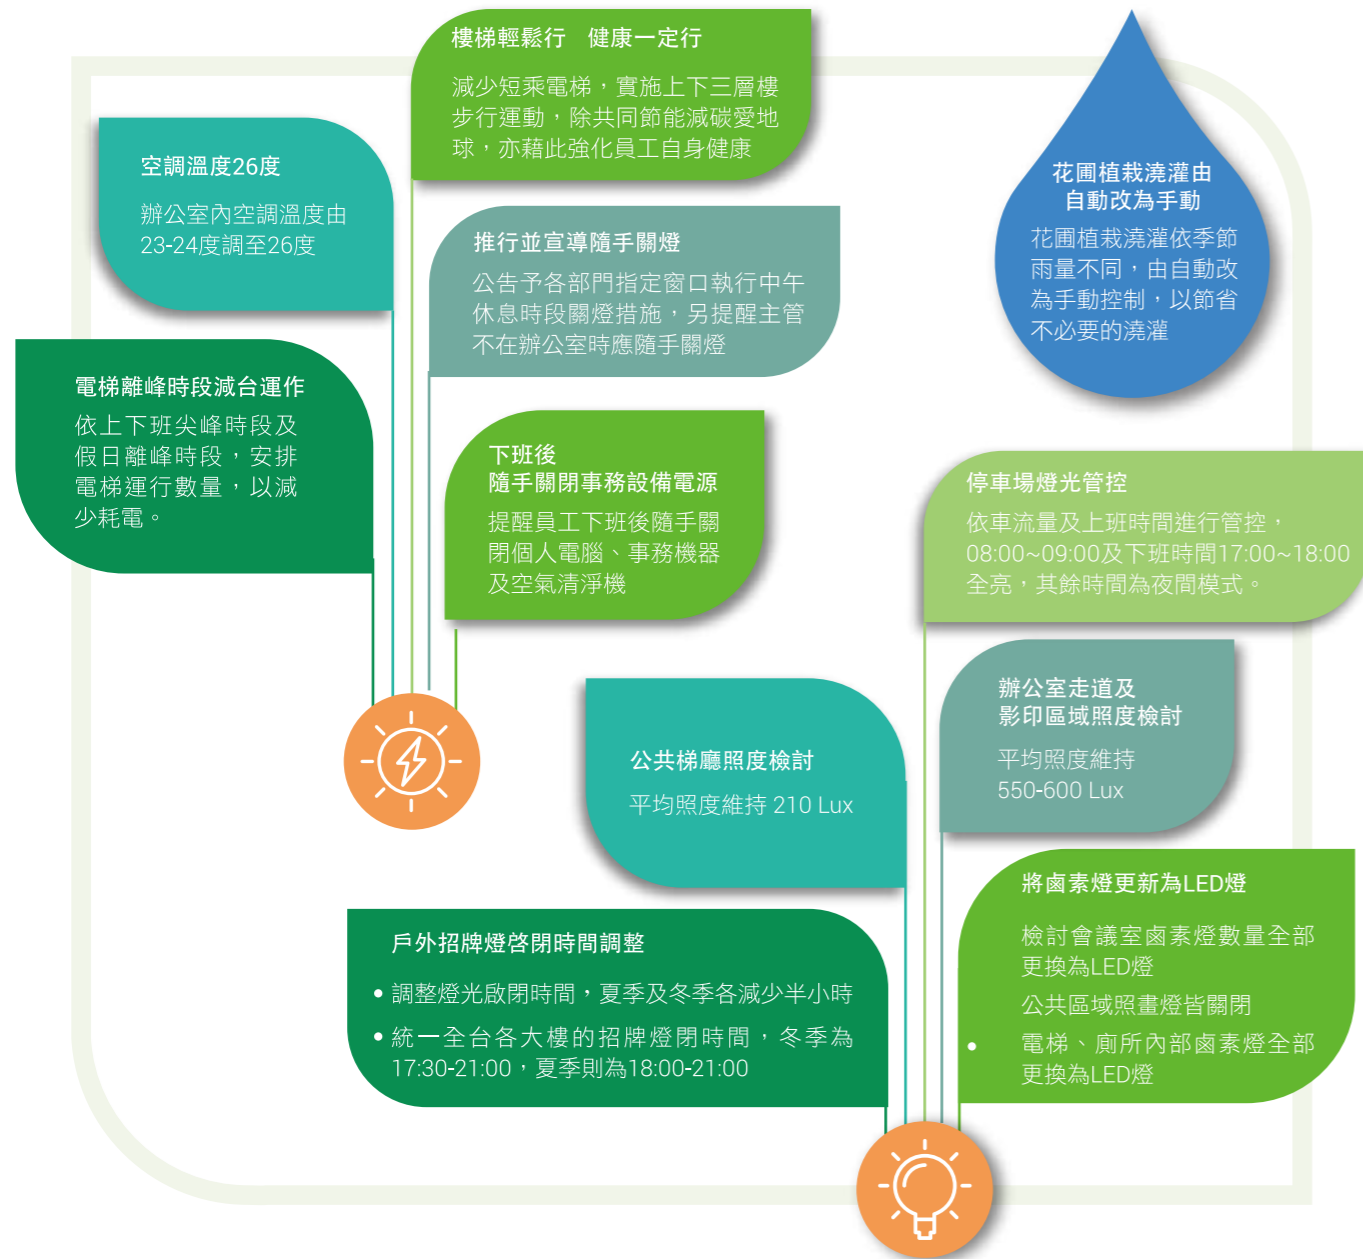 樓梯輕鬆行　健康一定行
減少短乘電梯，實施上下三層樓
步行運動，除共同節能減碳愛地
球，亦藉此強化員工自身健康
空調溫度26度
辦公室內空調溫度由
23-24度調至26度
推行並宣導隨手關燈
公告予各部門指定窗口執行中午
休息時段關燈措施，另提醒主管
不在辦公室時應隨手關燈
花圃植栽澆灌由
自動改為手動
花圃植栽澆灌依季節
雨量不同，由自動改
為手動控制，以節省
不必要的澆灌
電梯離峰時段減台運作
依上下班尖峰時段及
假日離峰時段，安排
電梯運行數量，以減
少耗電。
下班後
隨手關閉事務設備電源
提醒員工下班後隨手關
閉個人電腦、事務機器
及空氣清淨機
停車場燈光管控
依車流量及上班時間進行管控，
08:00~09:00及下班時間17:00~18:00
全亮，其餘時間為夜間模式。
辦公室走道及
影印區域照度檢討
平均照度維持
550-600 Lux
公共梯廳照度檢討
平均照度維持 210 Lux
將鹵素燈更新為LED燈
檢討會議室鹵素燈數量全部
更換為LED燈
公共區域照畫燈皆關閉
• 電梯、廁所內部鹵素燈全部
更換為LED燈
戶外招牌燈啓閉時間調整
• 調整燈光啟閉時間，夏季及冬季各減少半小時
• 統一全台各大樓的招牌燈閉時間，冬季為
17:30-21:00，夏季則為18:00-21:00